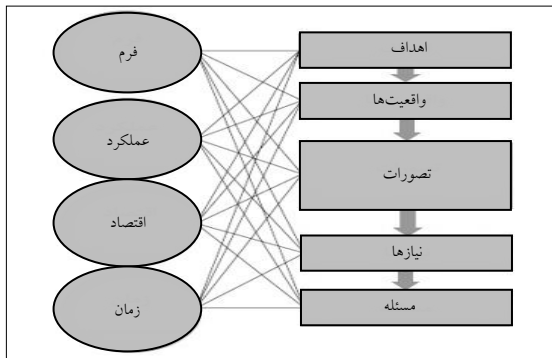 اهداف
واقعیت‌ها
تصورات
نیازها
مسئله
فرم
عملکرد
اقتصاد
زمان